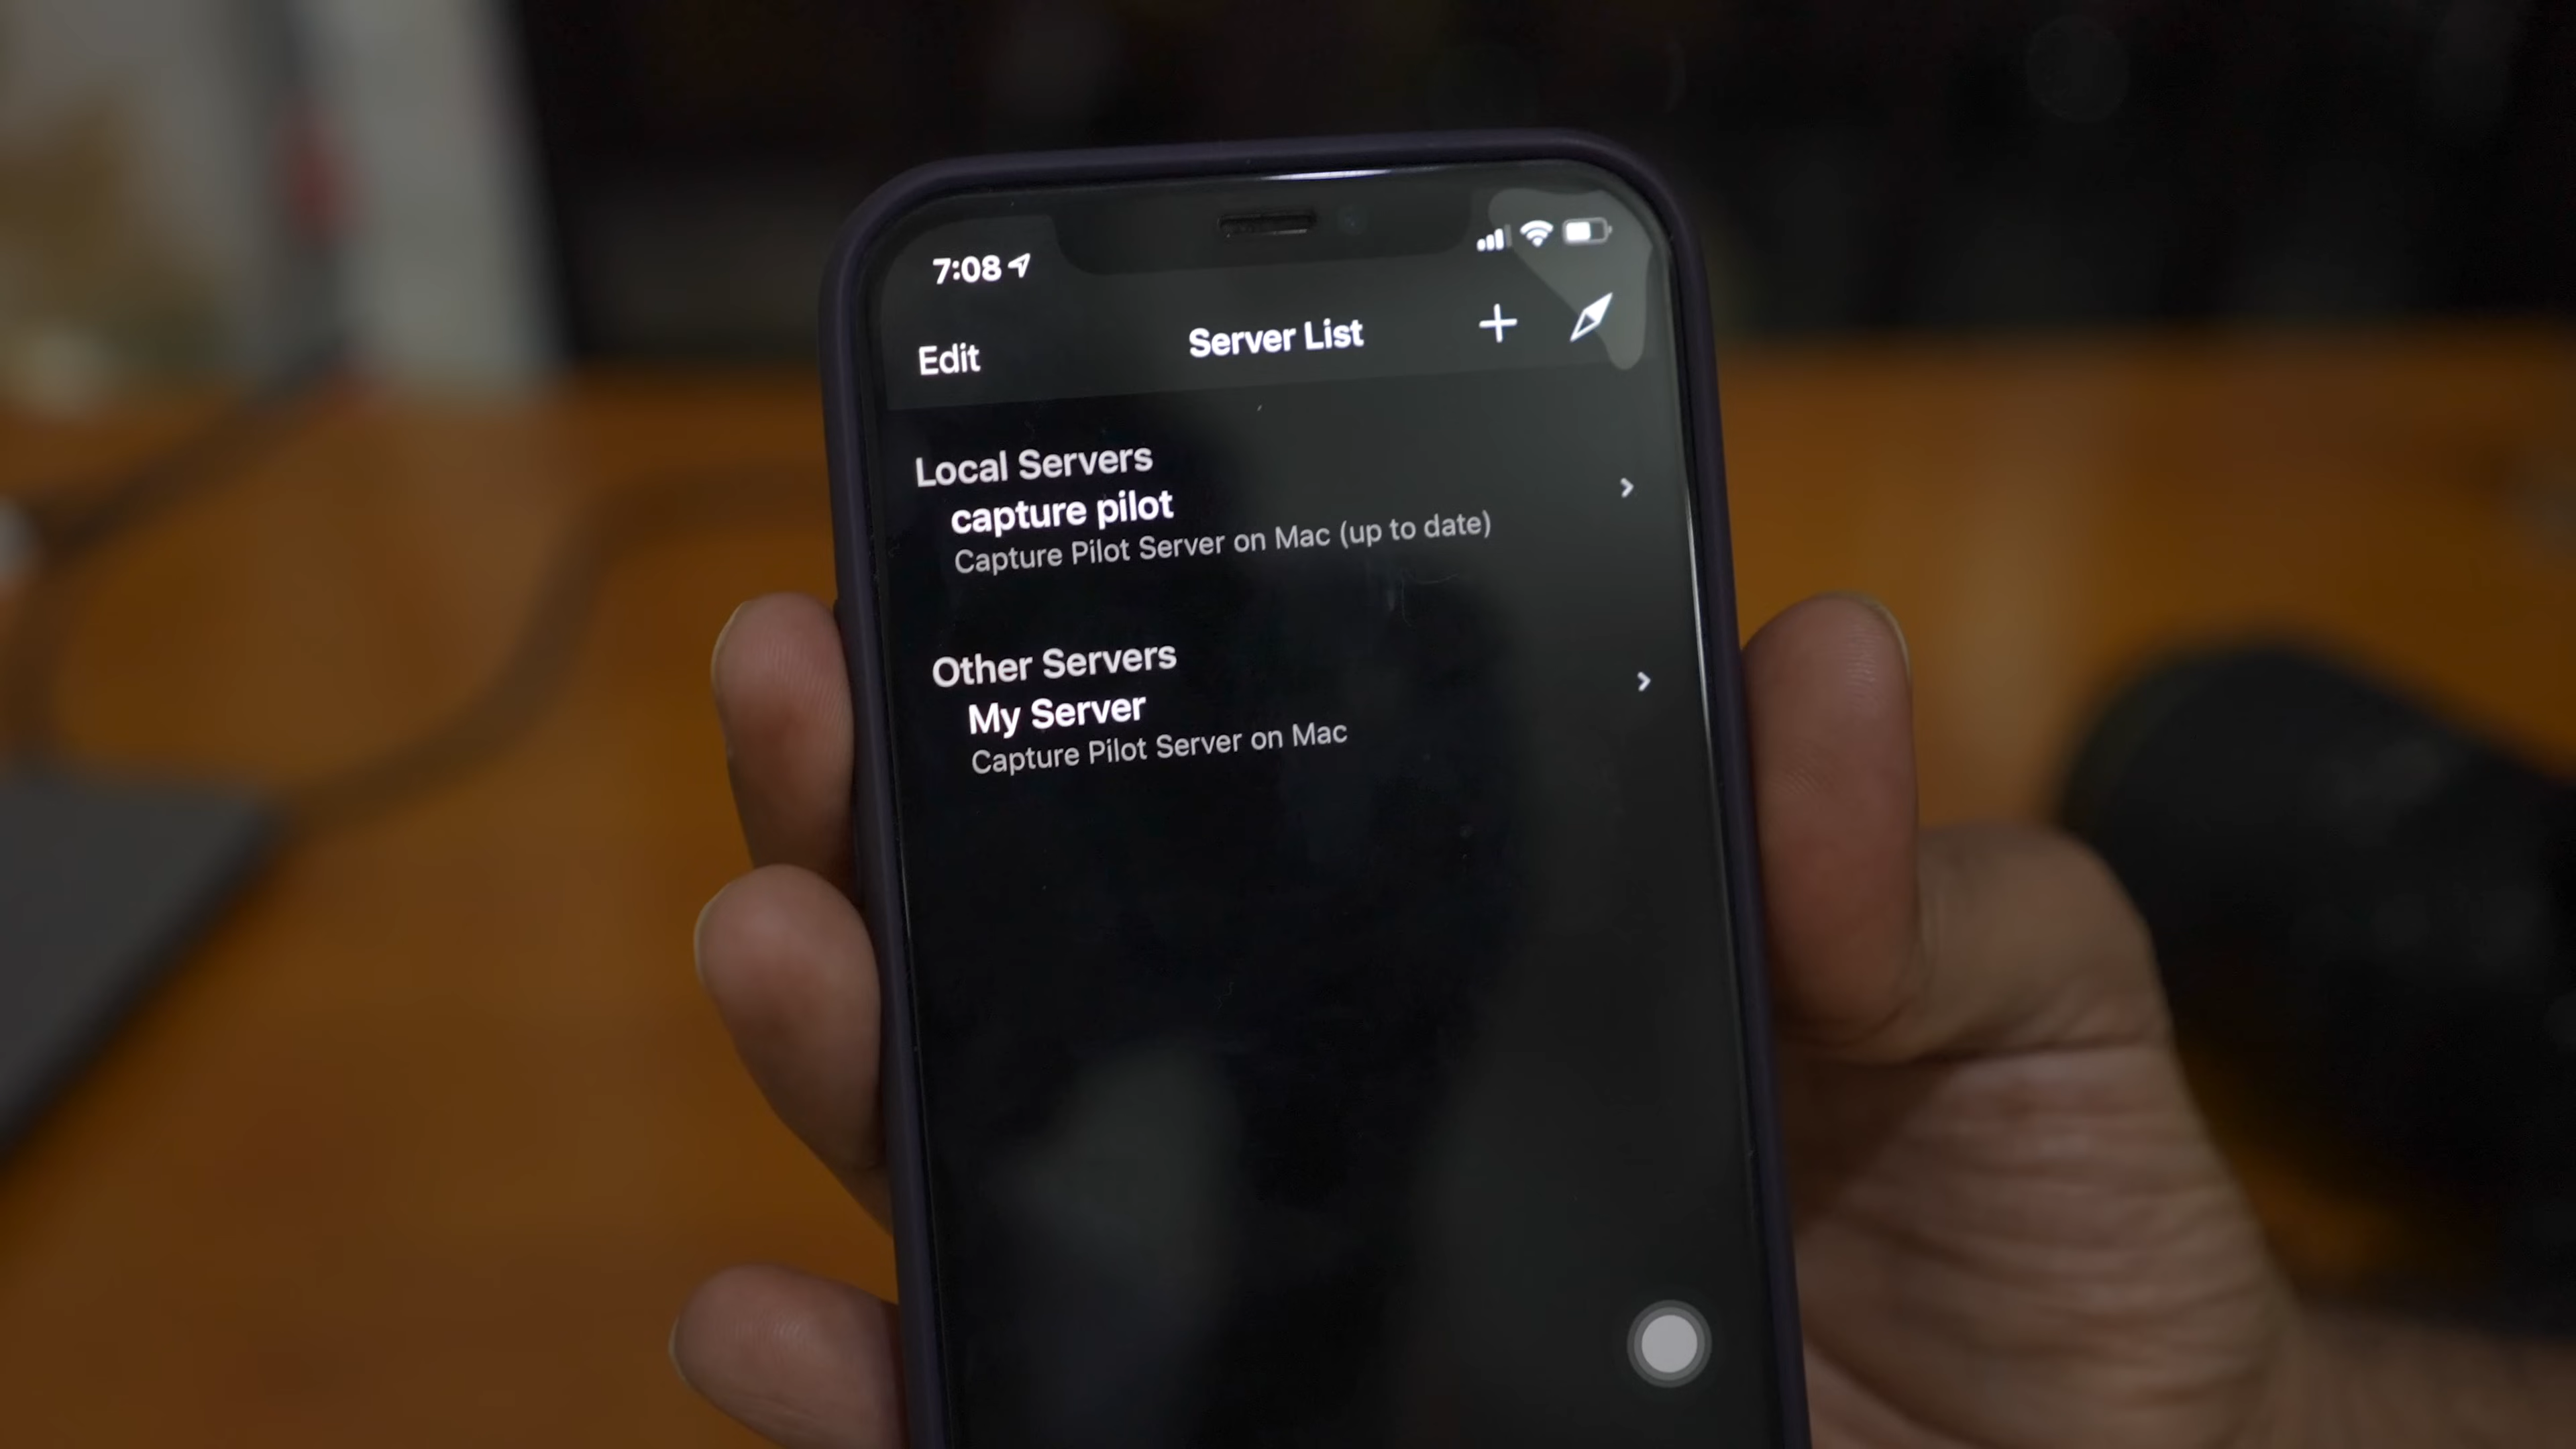 7:08
Edit
Server List
Local Servers
capture pilot
Capture Pilot Server on Mac (up to date)
Other Servers
My Server
Capture Pilot Server on Mac